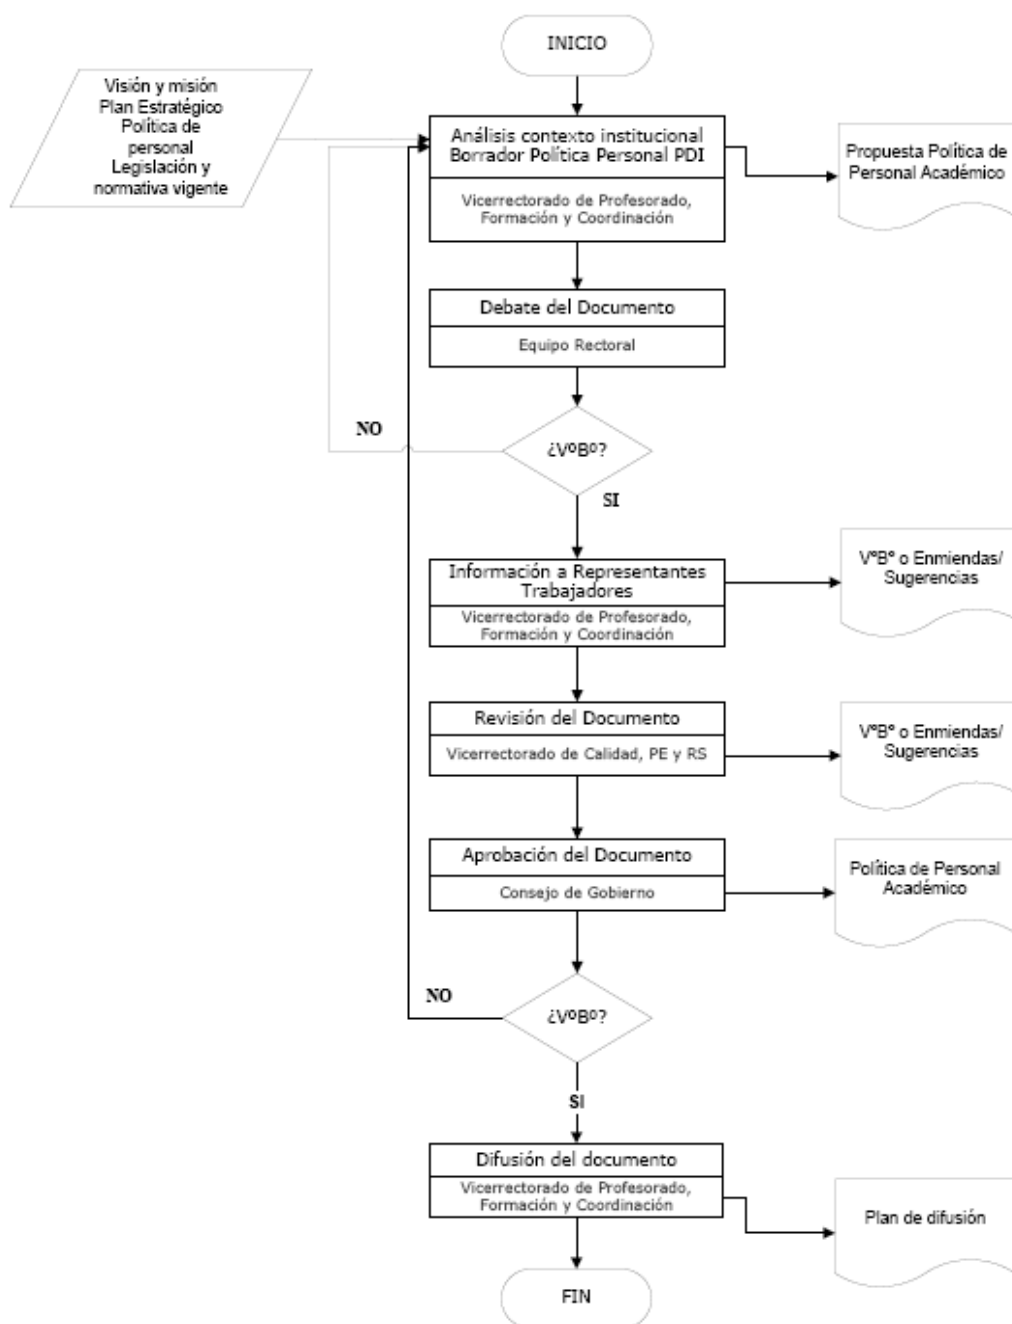 INICIO
Visión y misión
Plan Estratégico
Política de
personal
Legislación y
normativa vigente
Análisis contexto institucional
Borrador Política Personal PDI
Vicerrectorado de Profesorado,
Formación y Coordinación
Propuesta Política de
Personal Académico
Debate del Documento
Equipo Rectoral
NO
¿VºBº?
SI
Información a Representantes
Trabajadores
Vicerrectorado de Profesorado,
Formación y Coordinación
VºBº o Enmiendas/
Sugerencias
Revisión del Documento
Vicerrectorado de Calidad, PE y RS
VºBº o Enmiendas/
Sugerencias
Aprobación del Documento
Consejo de Gobierno
Política de Personal
Académico
NO
¿VºBº?
SI
Difusión del documento
Vicerrectorado de Profesorado,
Formación y Coordinación
Plan de difusión
FIN